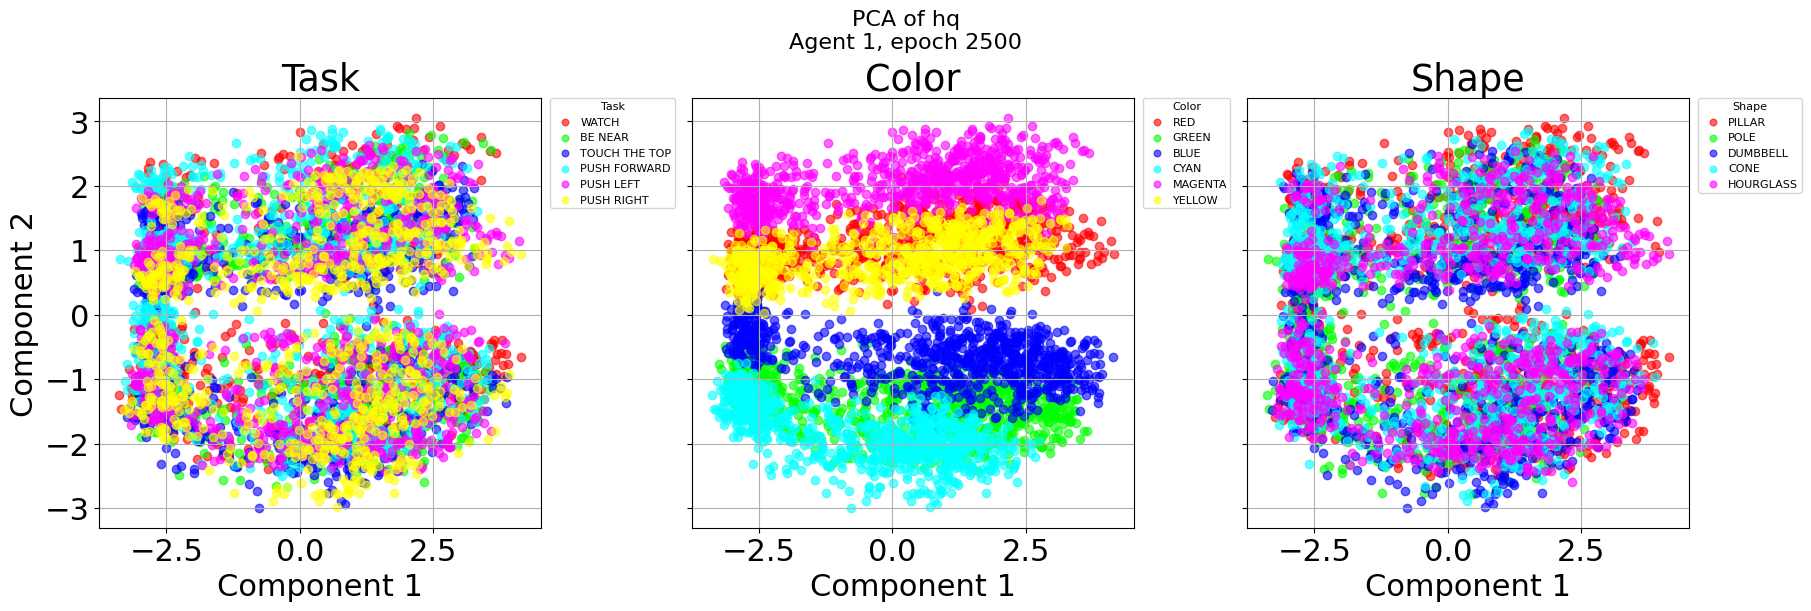 PCA of hq
Agent 1, epoch 2500
Task
Color
Shape
Component 2
3
2
1
0
−1
−2
−3
−2.5 0.0 2.5
Component 1
Task
WATCH
BE NEAR
TOUCH THE TOP
PUSH FORWARD
PUSH LEFT
PUSH RIGHT
−2.5 0.0 2.5
Component 1
Color
RED
GREEN
BLUE
CYAN
MAGENTA
YELLOW
−2.5 0.0 2.5
Component 1
Shape
PILLAR
POLE
DUMBBELL
CONE
HOURGLASS